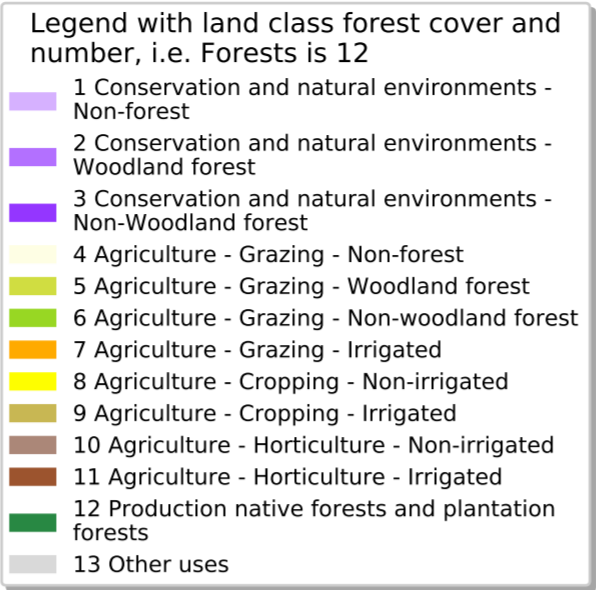 Legend with land class forest cover and
number, i.e. Forests is 12
1 Conservation and natural environments -
Non-forest
2 Conservation and natural environments -
Woodland forest
3 Conservation and natural environments -
Non-Woodland forest
4 Agriculture - Grazing - Non-forest
5 Agriculture - Grazing - Woodland forest
6 Agriculture - Grazing - Non-woodland forest
7 Agriculture - Grazing - Irrigated
8 Agriculture - Cropping - Non-irrigated
9 Agriculture - Cropping - Irrigated
10 Agriculture - Horticulture - Non-irrigated
11 Agriculture - Horticulture - Irrigated
12 Production native forests and plantation
forests
13 Other uses